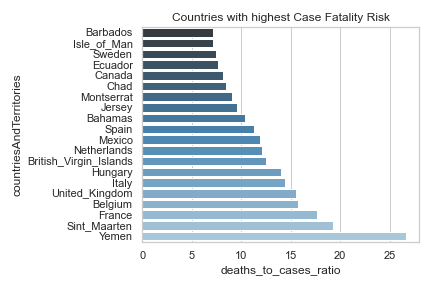 Countries with highest Case Fatality Risk
countriesAndTerritories
Barbados
Isle_of_Man
Sweden
Ecuador
Canada
Chad
Montserrat
Jersey
Bahamas
Spain
Mexico
Netherlands
British_Virgin_Islands
Hungary
Italy
United_Kingdom
Belgium
France
Sint_Maarten
Yemen
0 5 10 15 20 25
deaths_to_cases_ratio